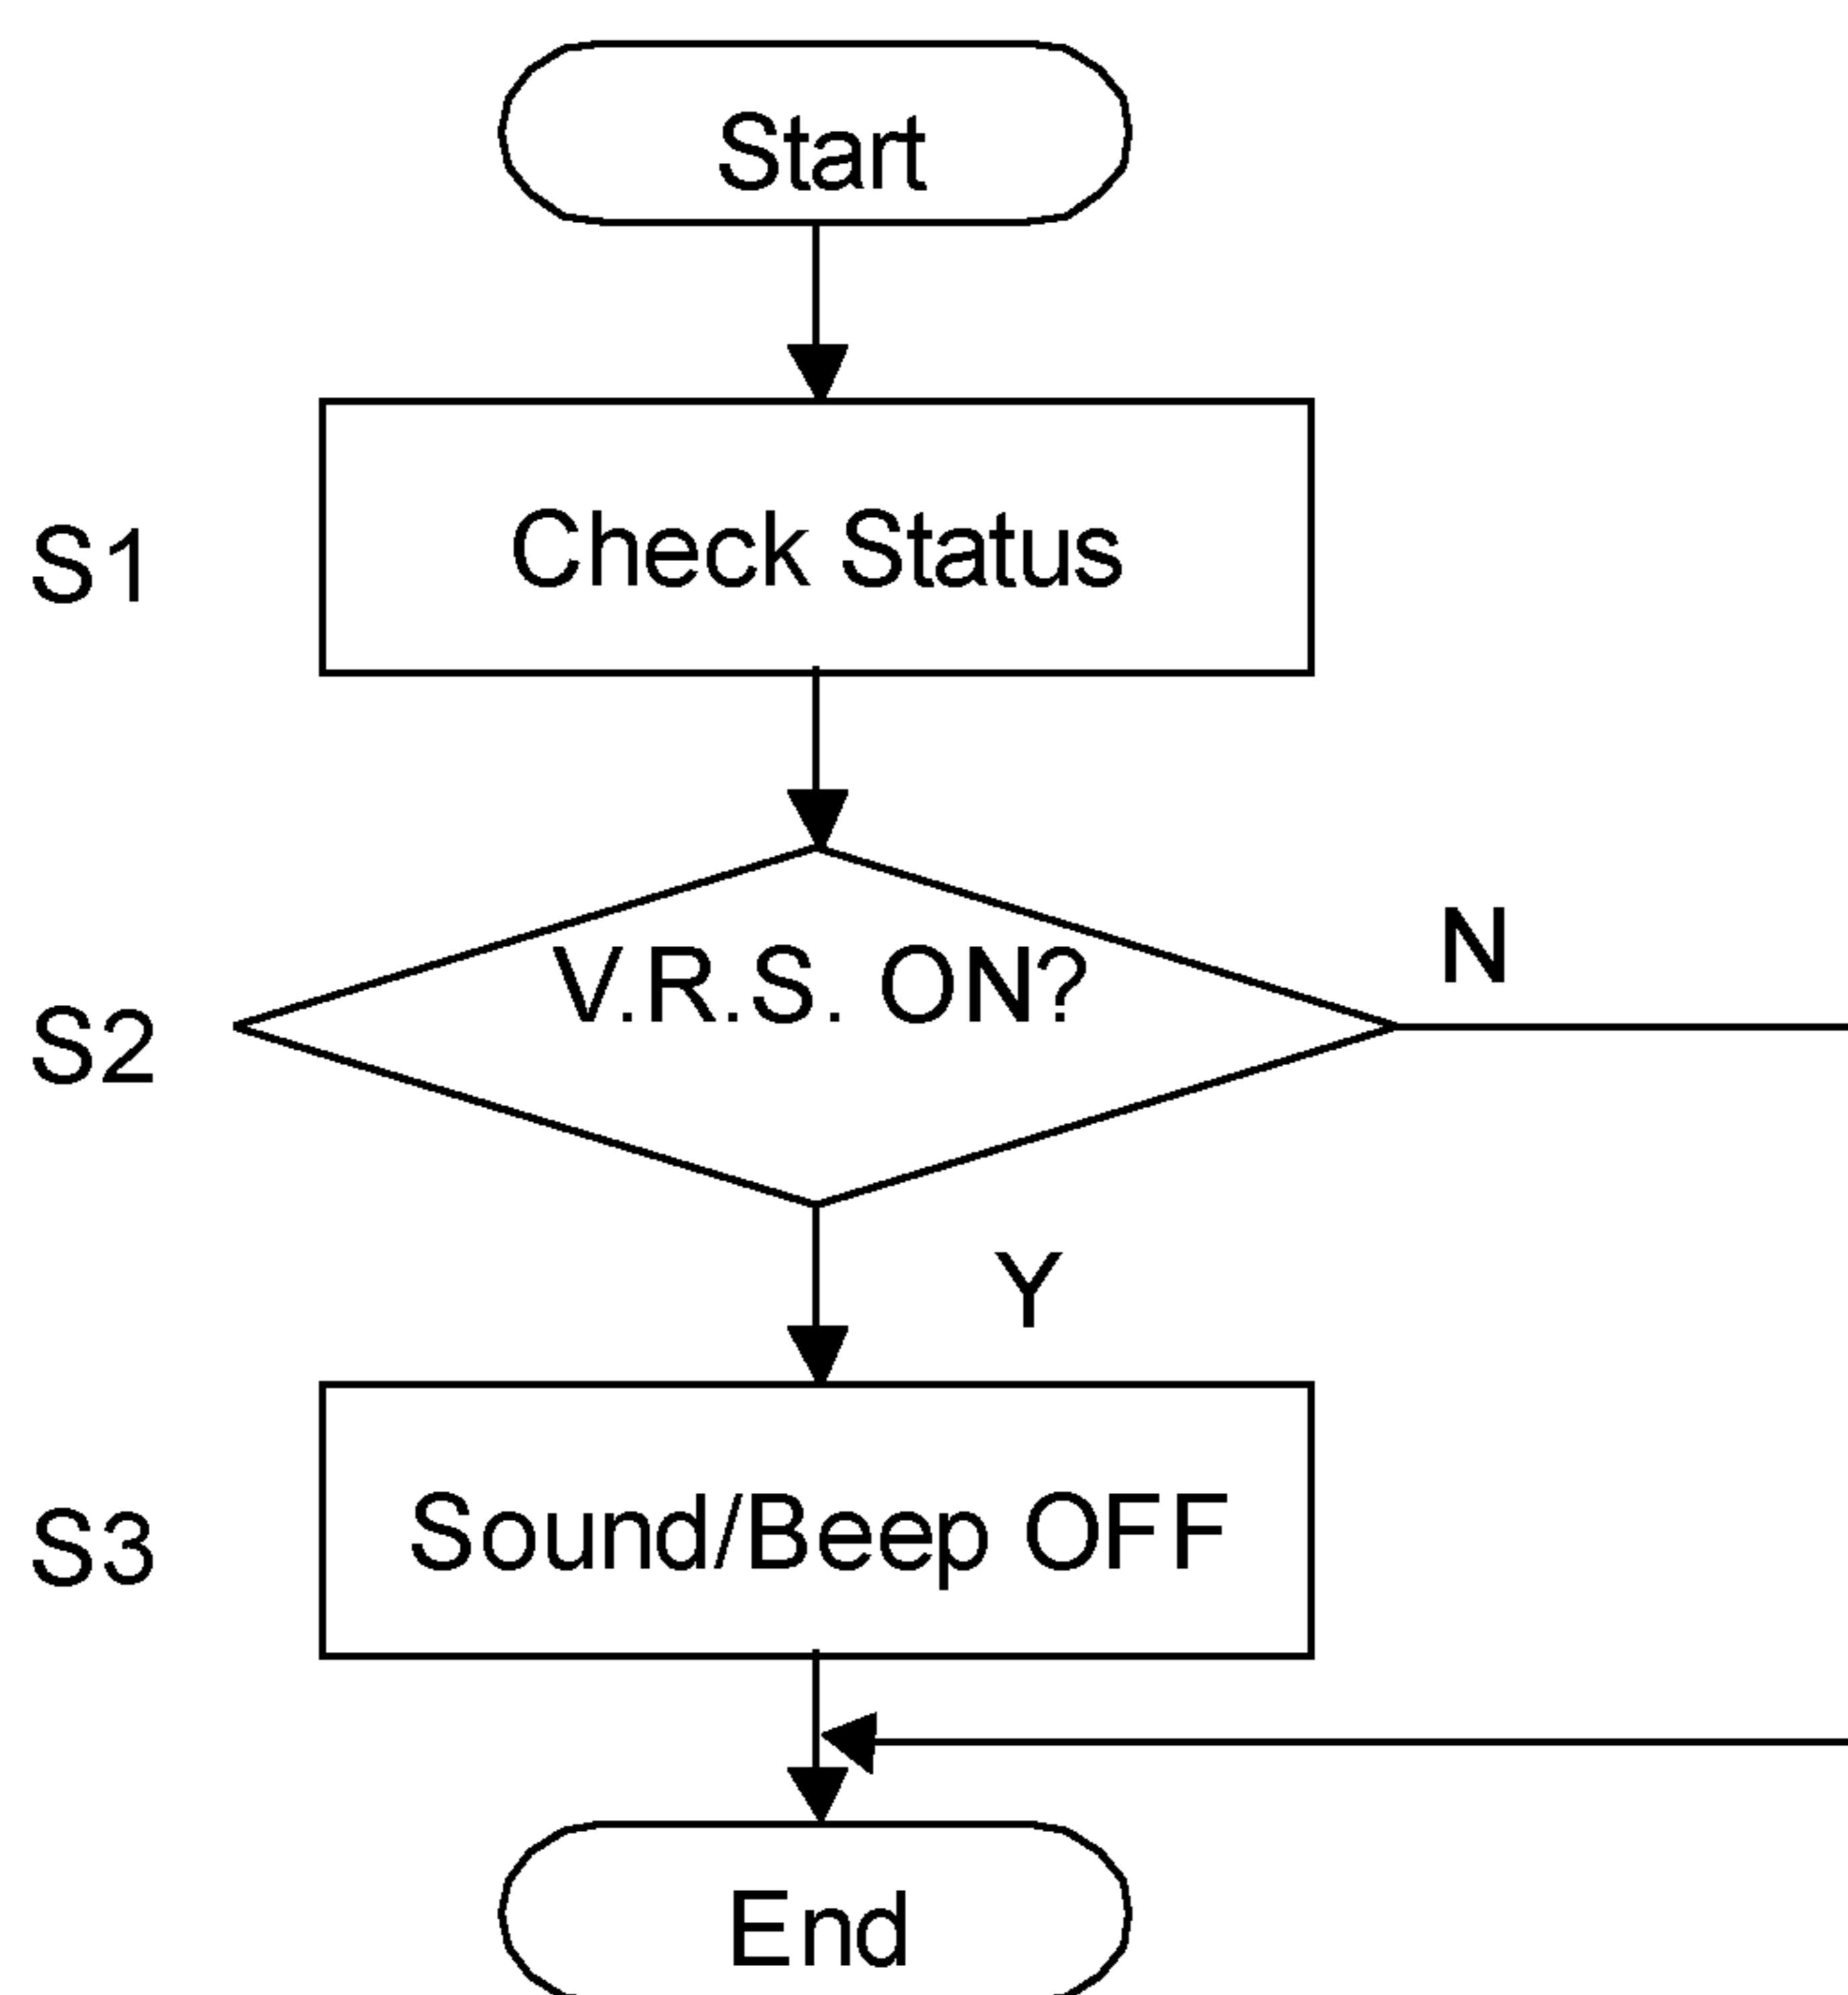 Start
S1
Check Status
S2
V.R.S. ON?
N
Y
S3
Sound/Beep OFF
End